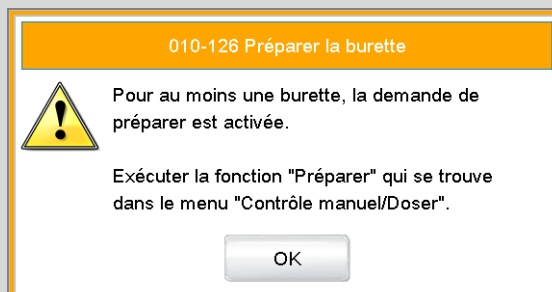 010-126 Préparer la burette
Pour au moins une burette, la demande de
préparer est activée.
Exécuter la fonction "Préparer" qui se trouve
dans le menu "Contrôle manuel/Doser".
OK